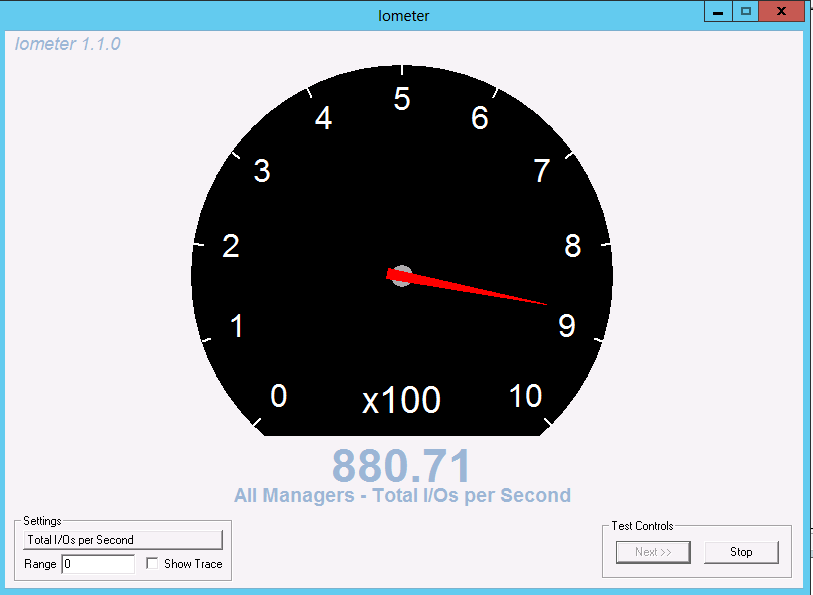 Iometer
Iometer 1.1.0
5
4
6
3
7
2
8
1
9
0
x100
10
880.71
All Managers - Total I/Os per Second
Settings
Total I/Os per Second
Range 0
Show Trace
Test Controls
Next >>
Stop